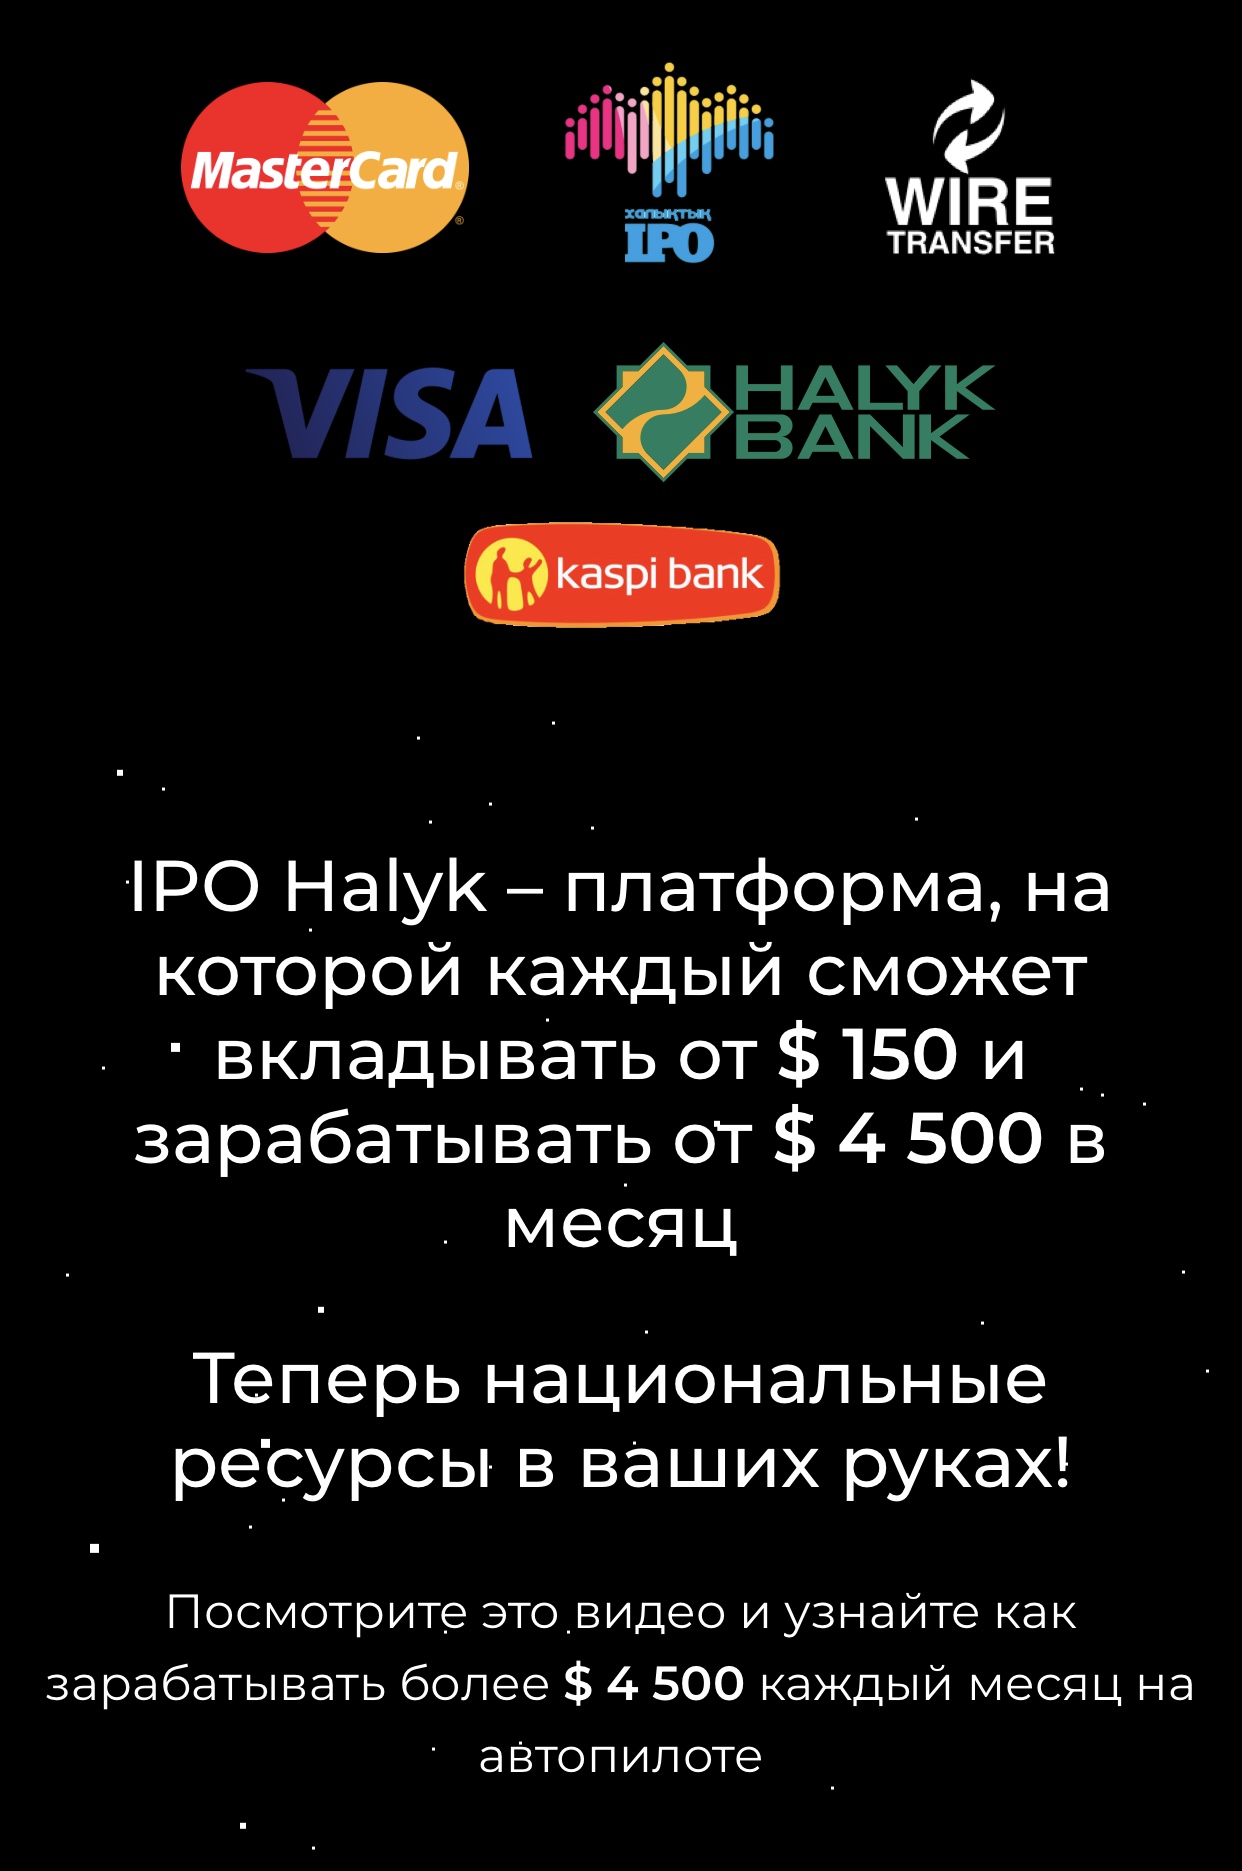 MasterCard
ХАЛЫҚТЫҚ
IPO
WIRE
TRANSFER
VISA
HALYK
BANK
kaspi bank
IPO Halyk – платформа, на
которой каждый сможет
вкладывать от $ 150 и
зарабатывать от $ 4 500 в
месяц
Теперь национальные
ресурсы в ваших руках!
Посмотрите это видео и узнайте как
зарабатывать более $ 4 500 каждый месяц на
автопилоте